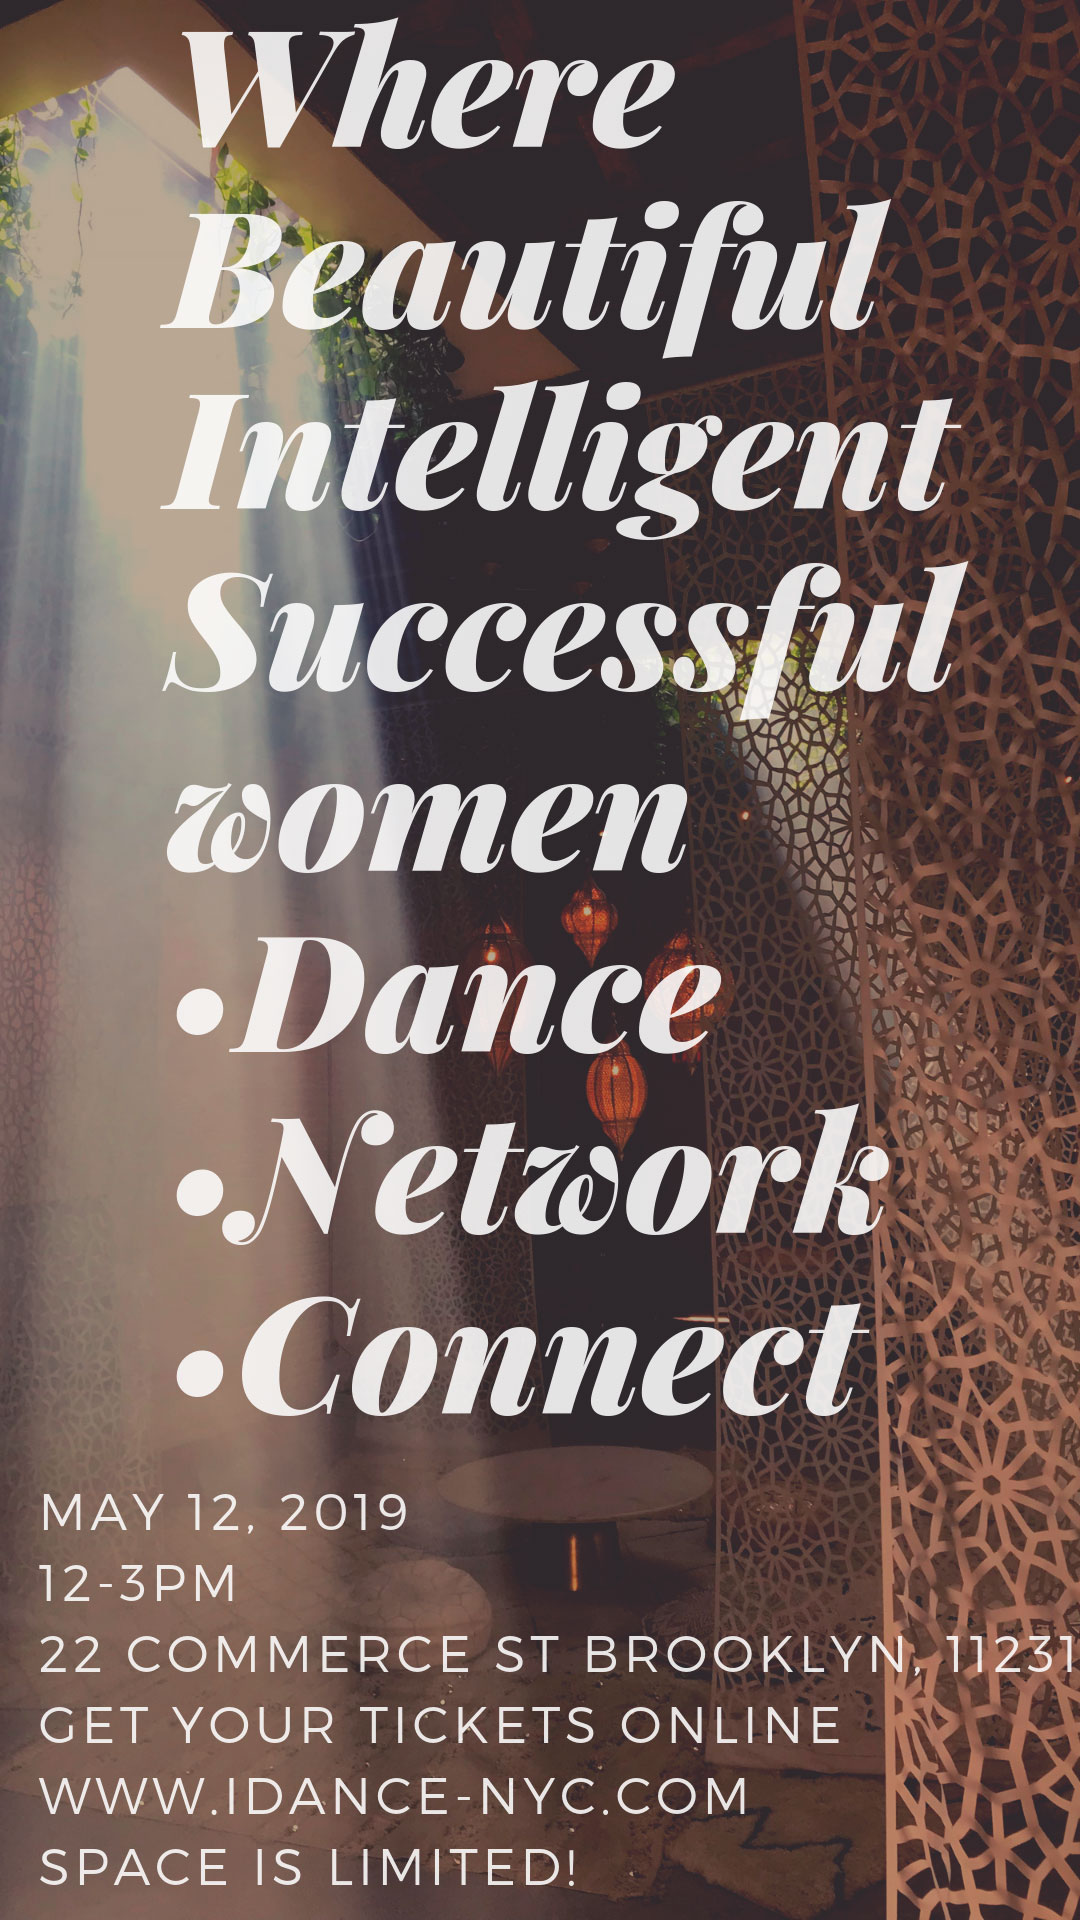 Where
Beautiful
Intelligent
Successful
women
•Dance
•Network
•Connect
MAY 12, 2019
12-3PM
22 COMMERCE ST BROOKLYN, 11231
GET YOUR TICKETS ONLINE
WWW.IDANCE-NYC.COM
SPACE IS LIMITED!